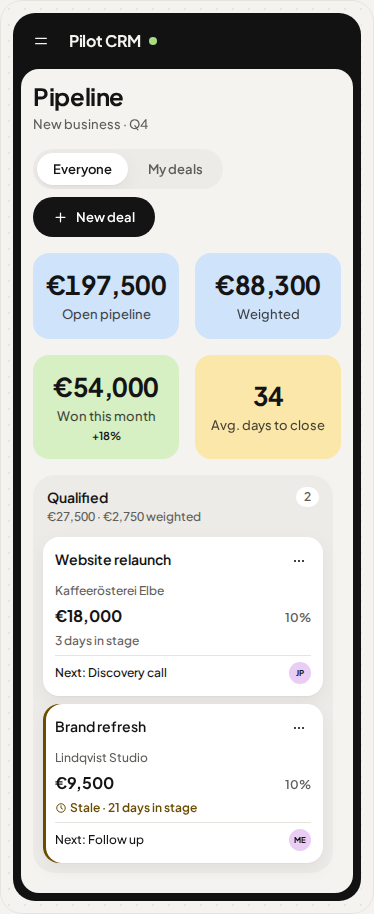 Pilot CRM
Pipeline
New business · Q4
Everyone
My deals
+ New deal
€197,500
Open pipeline
€88,300
Weighted
€54,000
Won this month
+18%
34
Avg. days to close
Qualified
2
€27,500 · €2,750 weighted
Website relaunch
Kaffeerösterei Elbe
€18,000
10%
3 days in stage
Next: Discovery call
JP
Brand refresh
Lindqvist Studio
€9,500
10%
Stale · 21 days in stage
Next: Follow up
ME